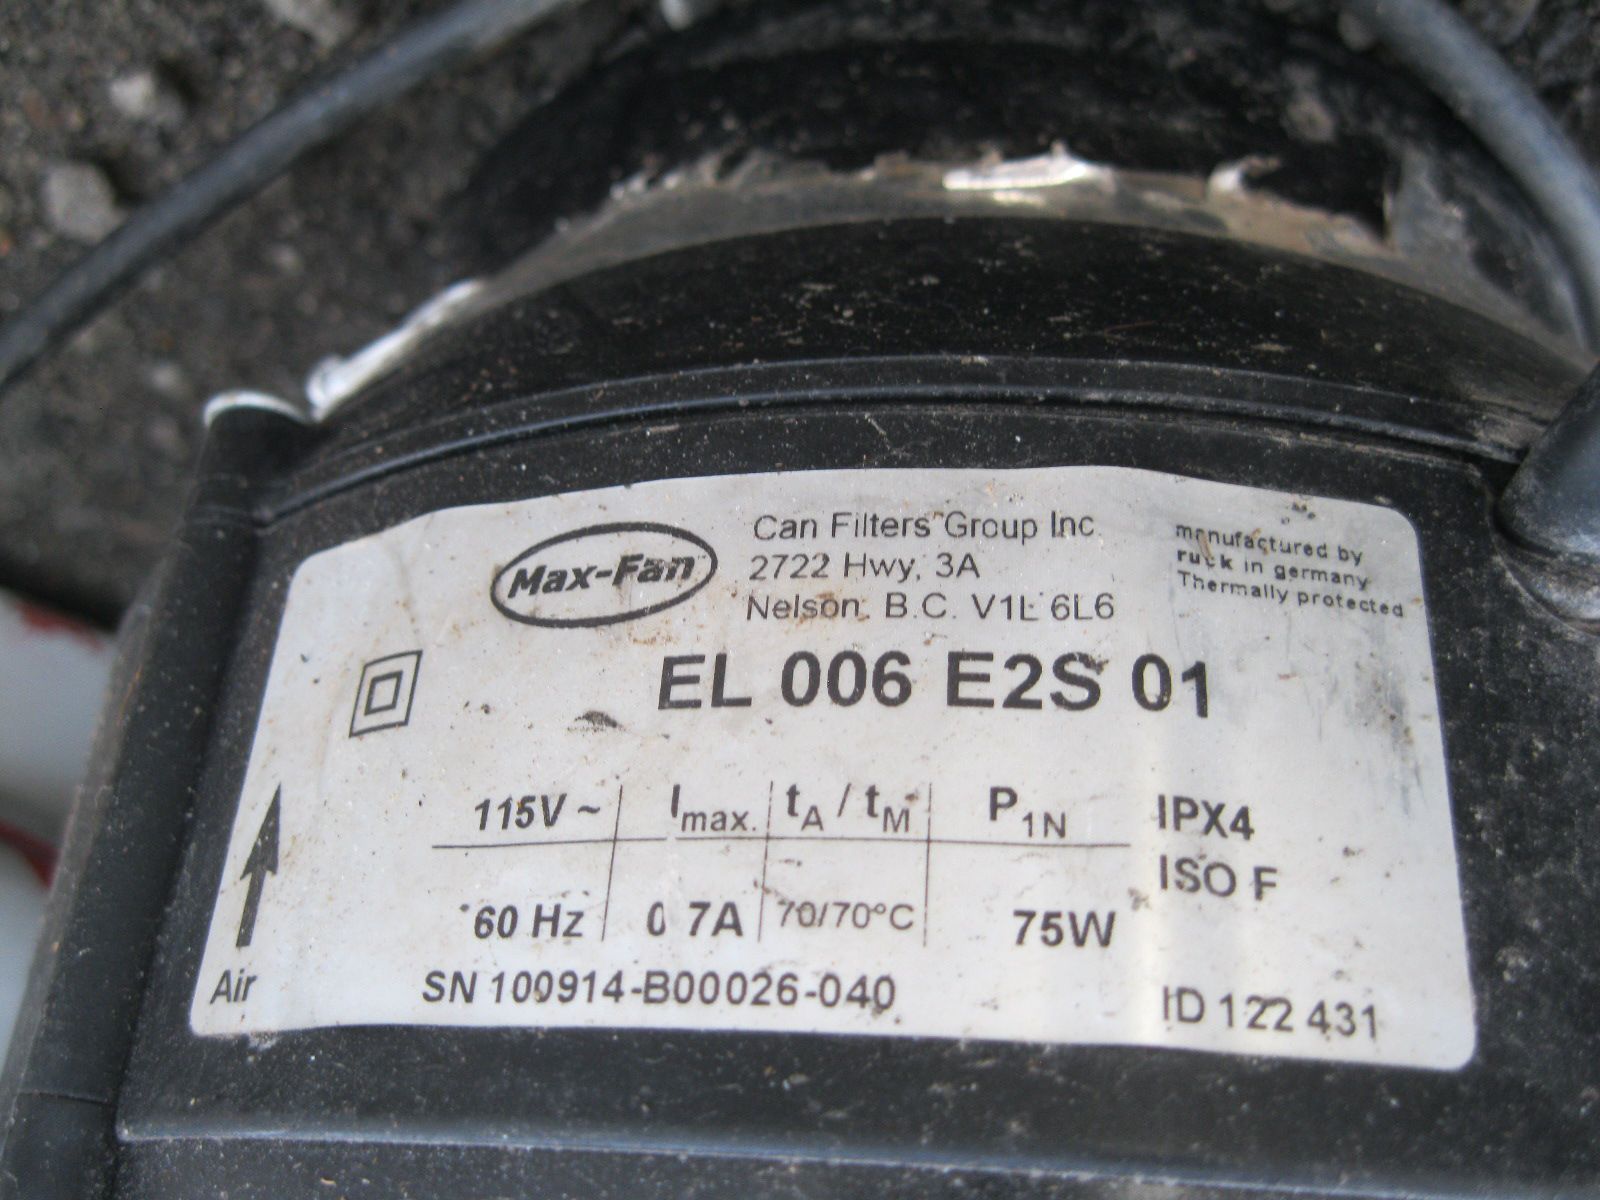 Max-Fan™
Can Filters Group Inc
2722 Hwy, 3A
Nelson. B.C. V1L 6L6
manufactured by
ruck in germany
Thermally protected
EL 006 E2S 01
115V ~ Imax. tA / tM P1N IPX4
ISO F
60 Hz 0 7A 70/70°C 75W
Air
SN 100914-B00026-040
ID 122 431